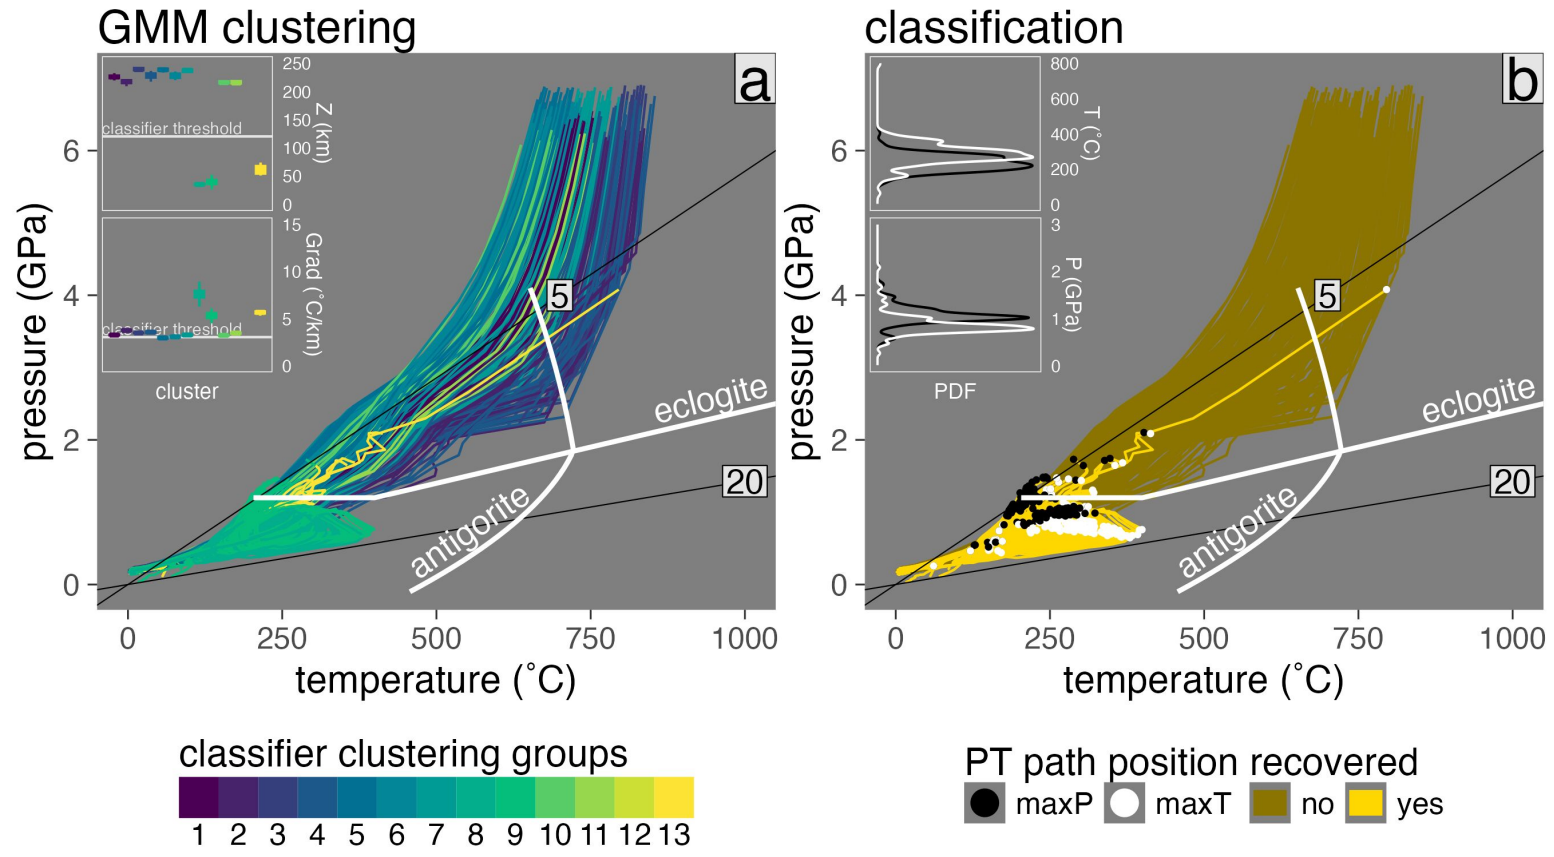 GMM clustering
a
250
200
150
100
50
0
Z (km)
classifier threshold
15
10
5
0
Grad (˚C/km)
classifier threshold
cluster
5
eclogite
20
antigorite
6
4
2
0
pressure (GPa)
0
250
500
750
1000
temperature (˚C)
classifier clustering groups
1 2 3 4 5 6 7 8 9 10 11 12 13
classification
b
800
600
400
200
0
T (˚C)
3
2
1
0
P (GPa)
PDF
5
eclogite
20
antigorite
6
4
2
0
pressure (GPa)
0
250
500
750
1000
temperature (˚C)
PT path position recovered
maxP maxT no yes